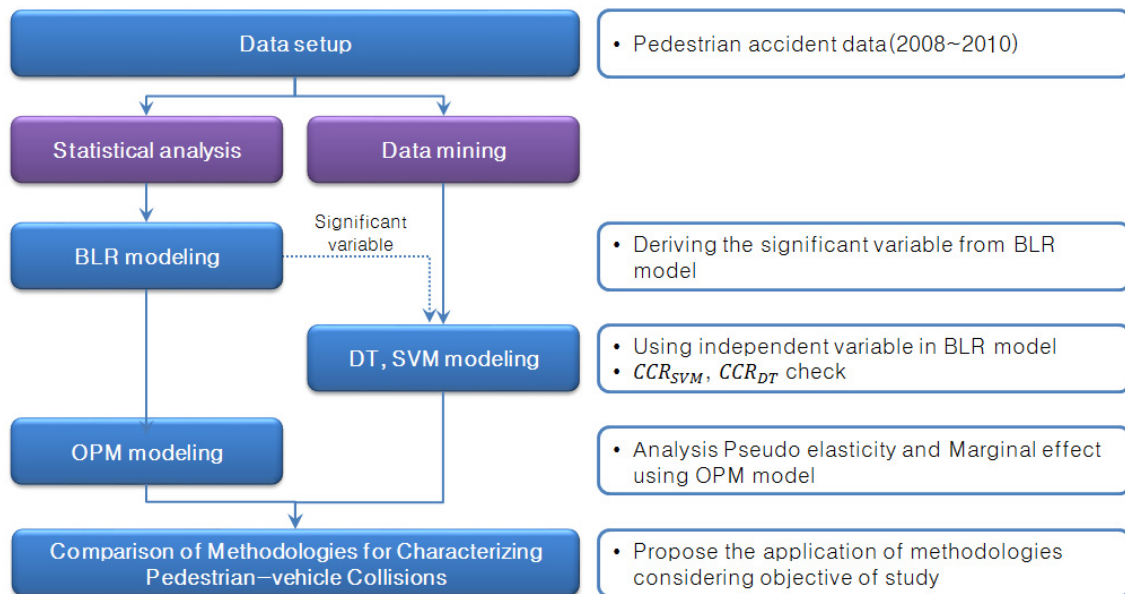 Data setup
• Pedestrian accident data(2008~2010)
Statistical analysis
Data mining
Significant
variable
BLR modeling
• Deriving the significant variable from BLR
model
DT, SVM modeling
• Using independent variable in BLR model
• CCR_SVM, CCR_DT check
OPM modeling
• Analysis Pseudo elasticity and Marginal effect
using OPM model
Comparison of Methodologies for Characterizing
Pedestrian−vehicle Collisions
• Propose the application of methodologies
considering objective of study